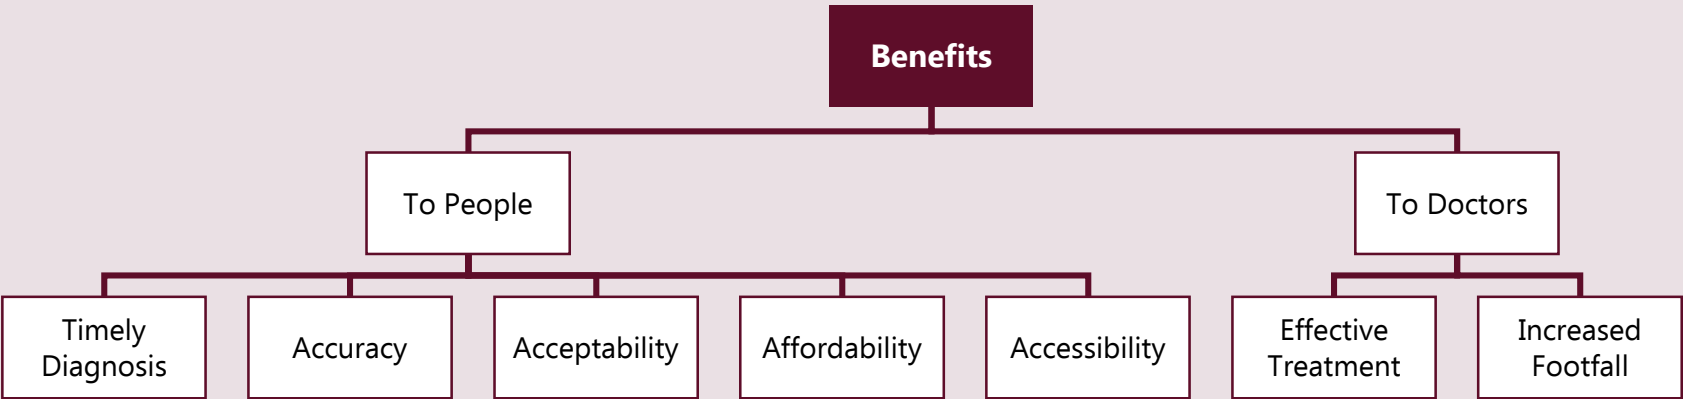 Benefits
To People
To Doctors
Timely
Diagnosis
Accuracy
Acceptability
Affordability
Accessibility
Effective
Treatment
Increased
Footfall